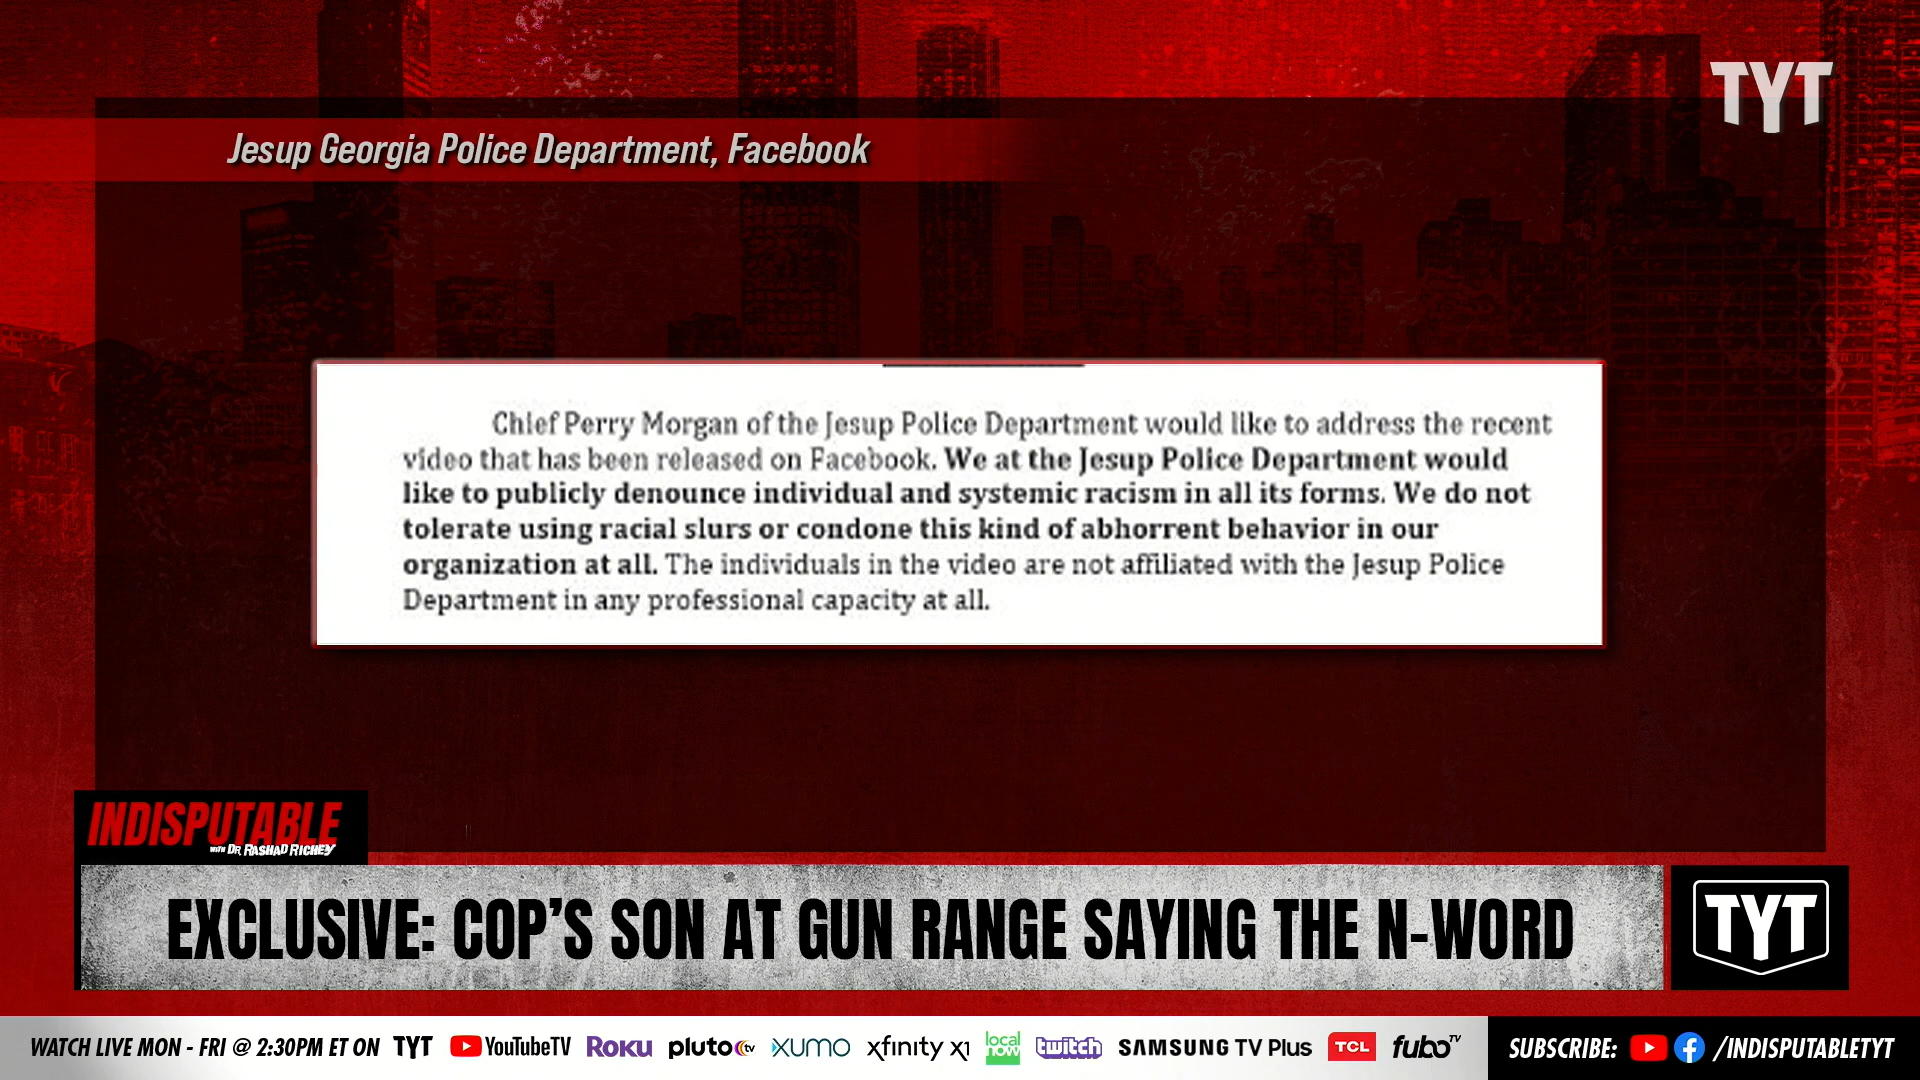 TYT
Jesup Georgia Police Department, Facebook
Chief Perry Morgan of the Jesup Police Department would like to address the recent
video that has been released on Facebook. We at the Jesup Police Department would
like to publicly denounce individual and systemic racism in all its forms. We do not
tolerate using racial slurs or condone this kind of abhorrent behavior in our
organization at all. The individuals in the video are not affiliated with the Jesup Police
Department in any professional capacity at all.
INDISPUTABLE
WITH DR RASHAD RICHEY
EXCLUSIVE: COP'S SON AT GUN RANGE SAYING THE N-WORD
TYT
WATCH LIVE MON - FRI @ 2:30PM ET ON TYT YouTubeTV ROKU pluto tv XUMO xfinity X1 local now twitch SAMSUNG TV Plus TCL fubo TV SUBSCRIBE: /INDISPUTABLETYT